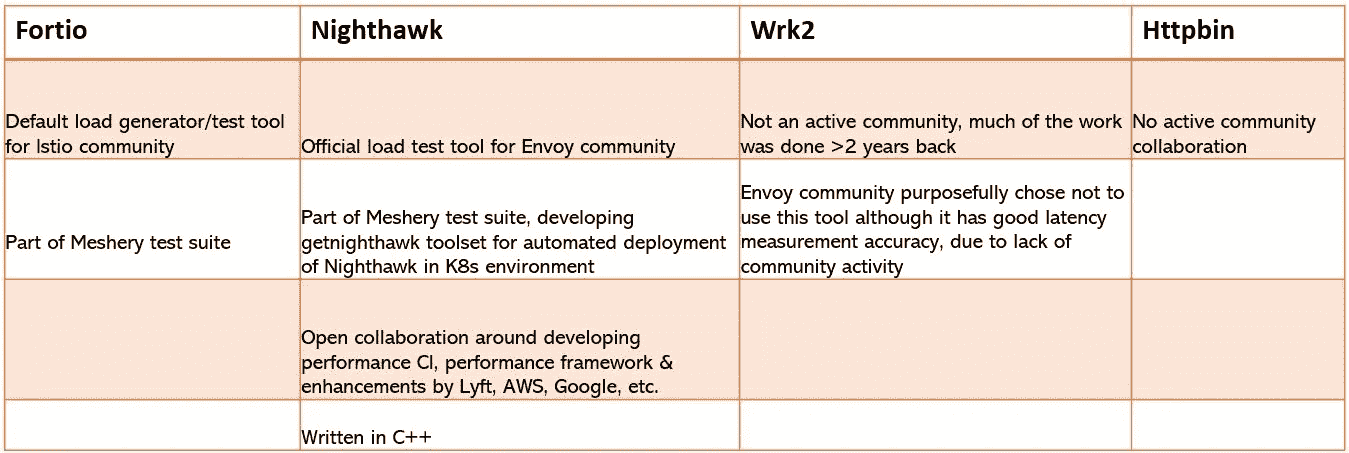 Fortio
Nighthawk
Wrk2
Httpbin
Default load generator/test tool
for Istio community
Official load test tool for Envoy community
Not an active community, much of the work
was done >2 years back
No active community
collaboration
Part of Meshery test suite
Part of Meshery test suite, developing
getnighthawk toolset for automated deployment
of Nighthawk in K8s environment
Envoy community purposefully chose not to
use this tool although it has good latency
measurement accuracy, due to lack of
community activity
Open collaboration around developing
performance CI, performance framework &
enhancements by Lyft, AWS, Google, etc.
Written in C++